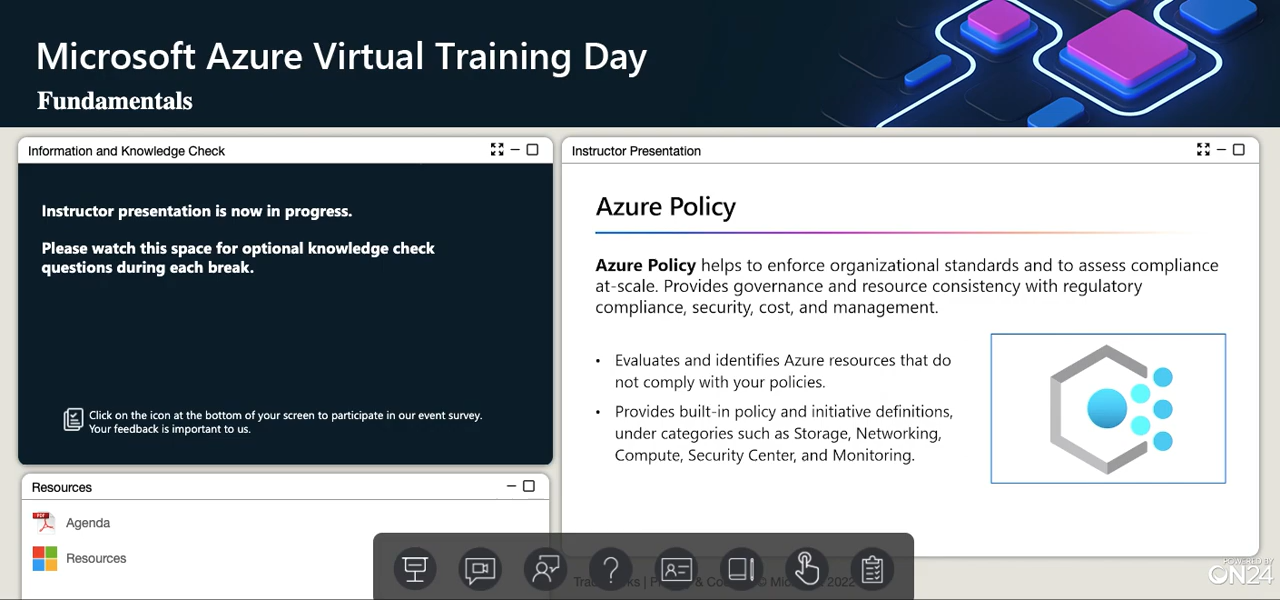 Microsoft Azure Virtual Training Day
Fundamentals
Information and Knowledge Check
Instructor presentation is now in progress.
Please watch this space for optional knowledge check
questions during each break.
Click on the icon at the bottom of your screen to participate in our event survey.
Your feedback is important to us.
Resources
PDF
Agenda
Resources
Instructor Presentation
Azure Policy
Azure Policy helps to enforce organizational standards and to assess compliance
at-scale. Provides governance and resource consistency with regulatory
compliance, security, cost, and management.
• Evaluates and identifies Azure resources that do
not comply with your policies.
• Provides built-in policy and initiative definitions,
under categories such as Storage, Networking,
Compute, Security Center, and Monitoring.
?
2022
POWERED BY
ON24